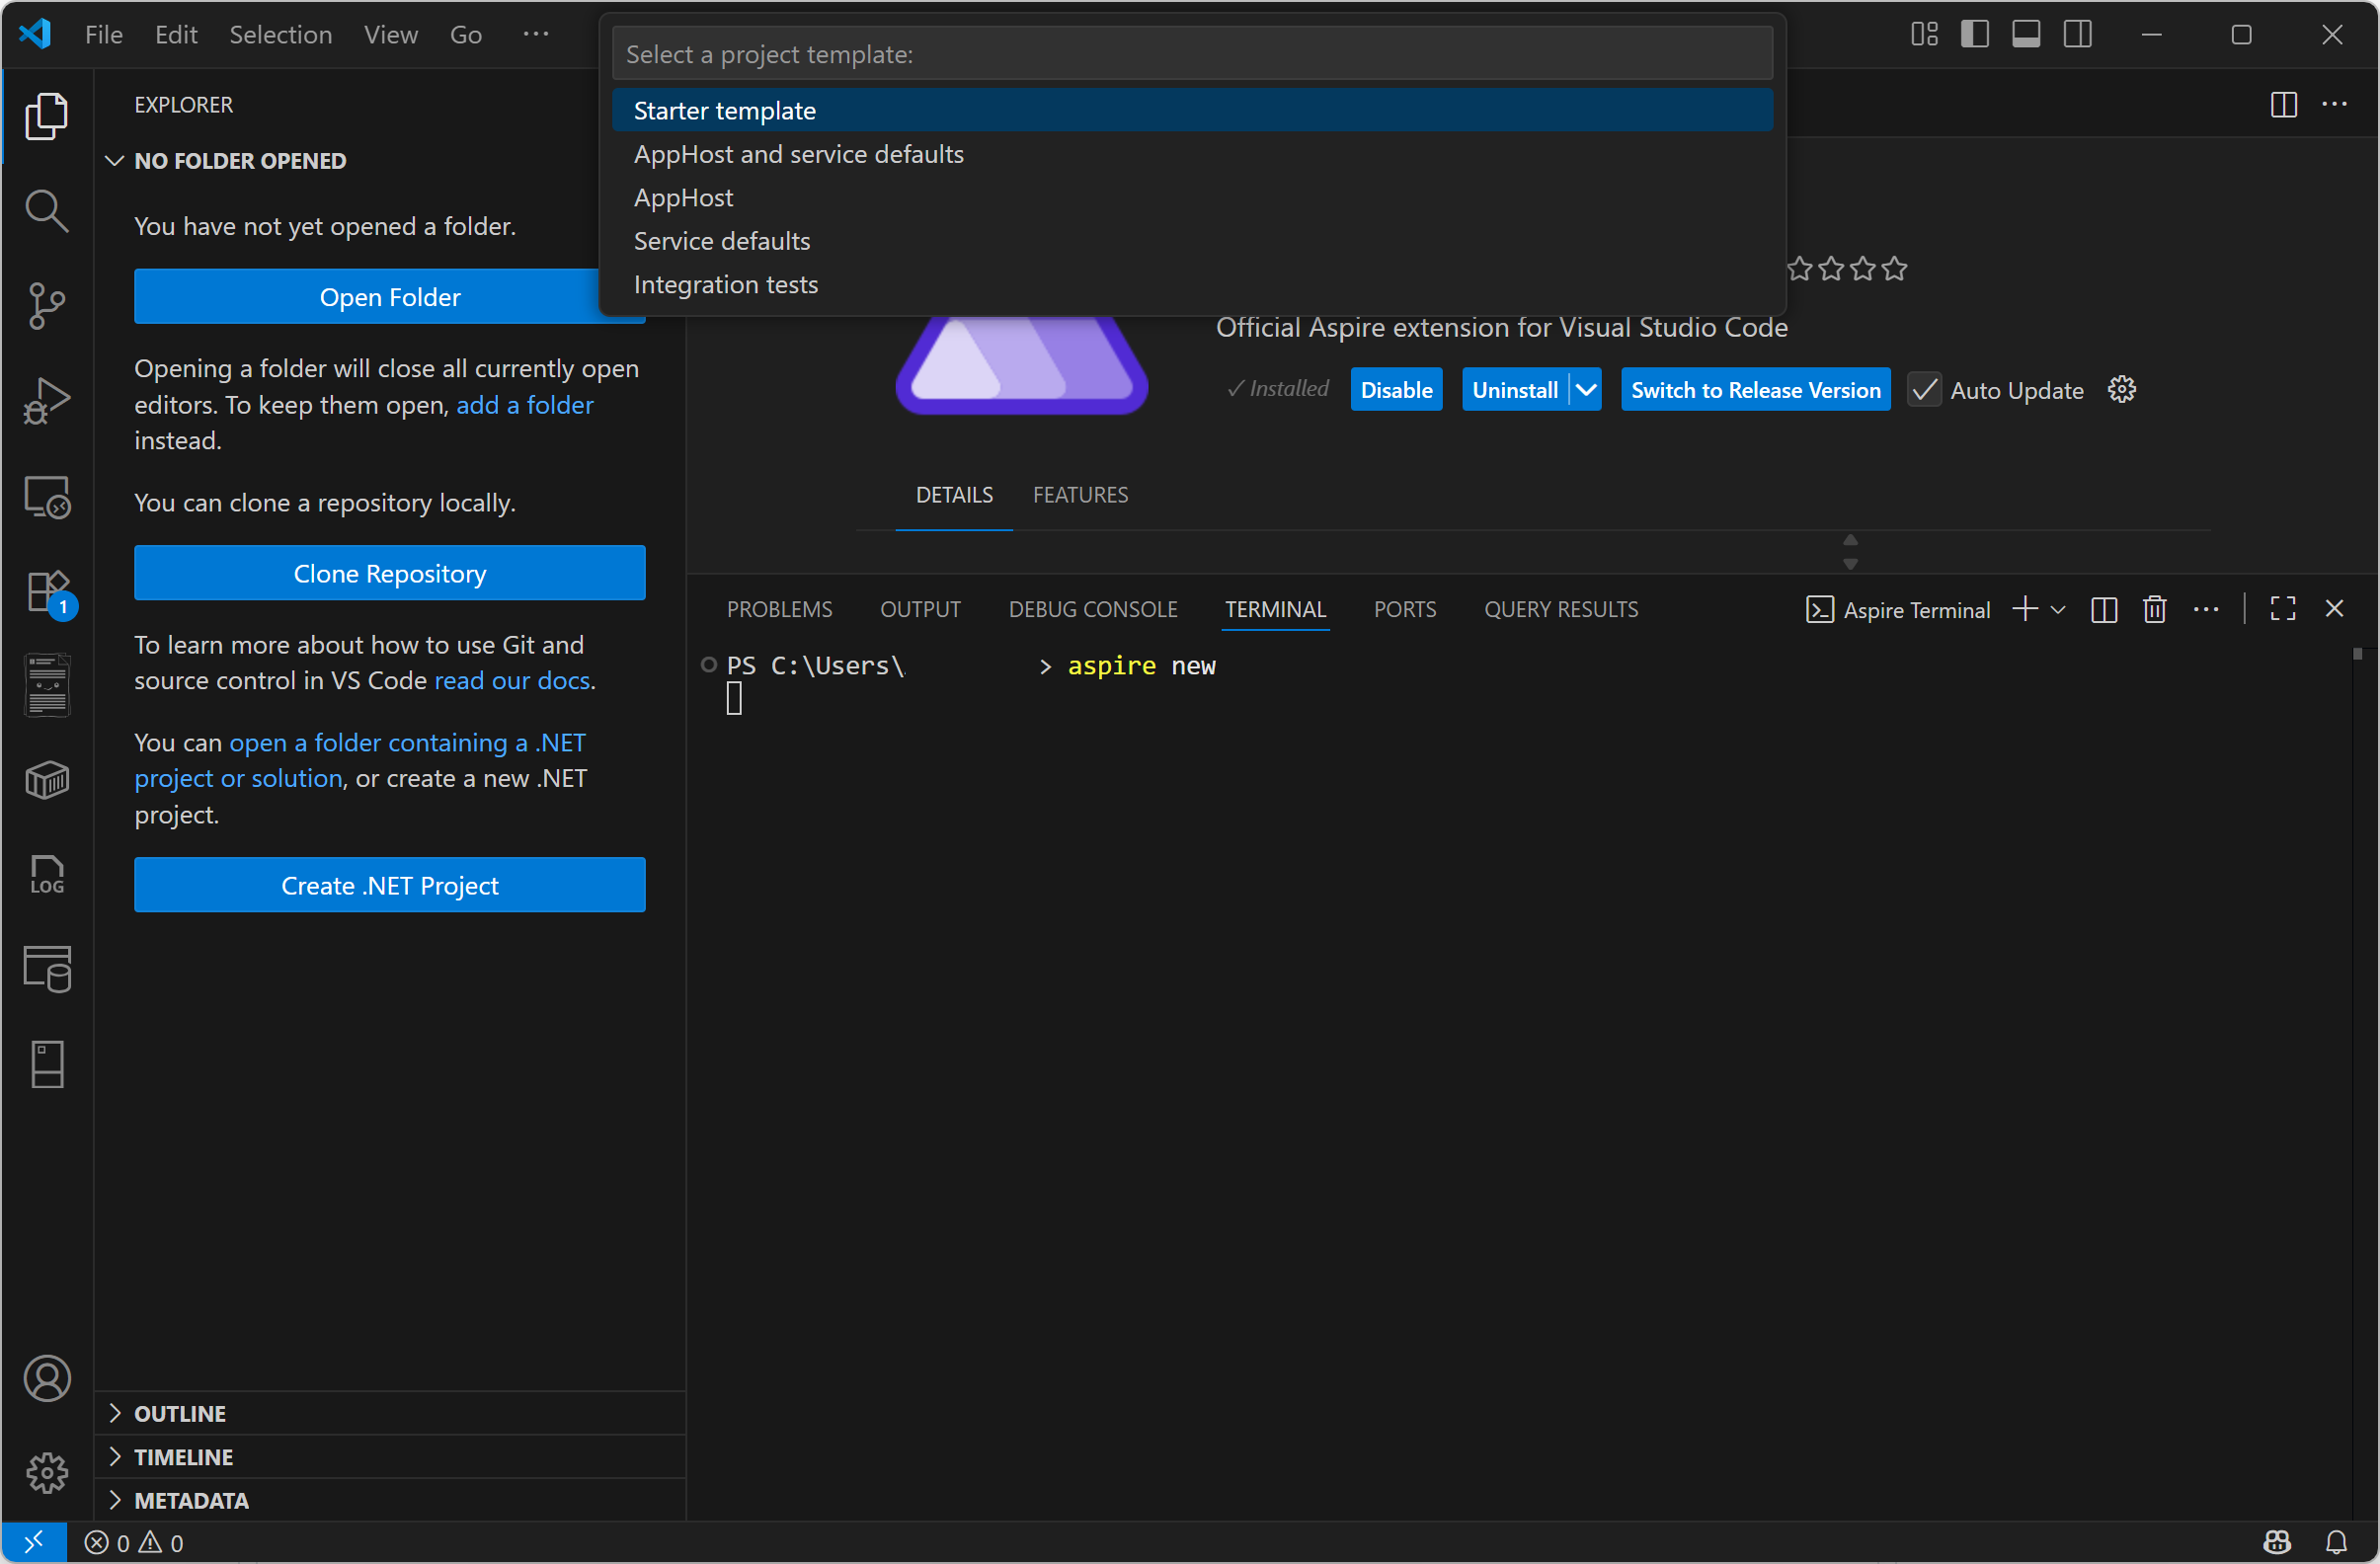 File Edit Selection View Go ···
Select a project template:
Starter template
AppHost and service defaults
AppHost
Service defaults
Integration tests
EXPLORER
NO FOLDER OPENED
You have not yet opened a folder.
Open Folder
Opening a folder will close all currently open
editors. To keep them open, add a folder
instead.
You can clone a repository locally.
Clone Repository
To learn more about how to use Git and
source control in VS Code read our docs.
You can open a folder containing a .NET
project or solution, or create a new .NET
project.
Create .NET Project
OUTLINE
TIMELINE
METADATA
1
LOG
Official Aspire extension for Visual Studio Code
✓ Installed Disable Uninstall Switch to Release Version Auto Update
DETAILS FEATURES
PROBLEMS OUTPUT DEBUG CONSOLE TERMINAL PORTS QUERY RESULTS Aspire Terminal
PS C:\Users\ > aspire new
0 0